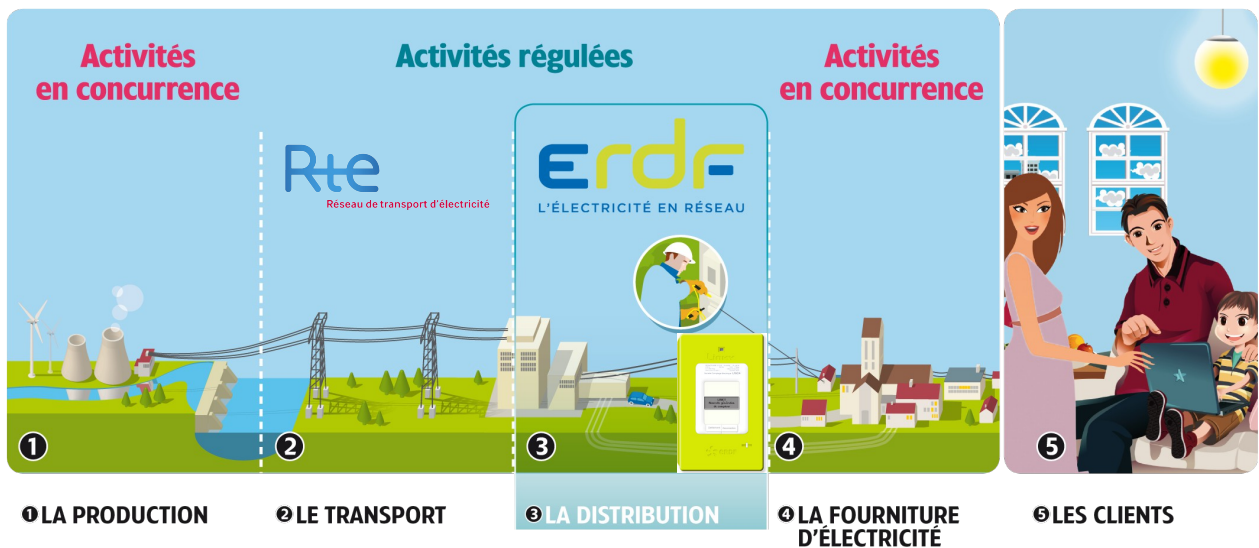 Activités
en concurrence
Activités régulées
Activités
en concurrence
Rte
Réseau de transport d'électricité
ERDF
L'ÉLECTRICITÉ EN RÉSEAU
Linky
1
2
3
4
5
1 LA PRODUCTION
2 LE TRANSPORT
3 LA DISTRIBUTION
4 LA FOURNITURE
D'ÉLECTRICITÉ
5 LES CLIENTS